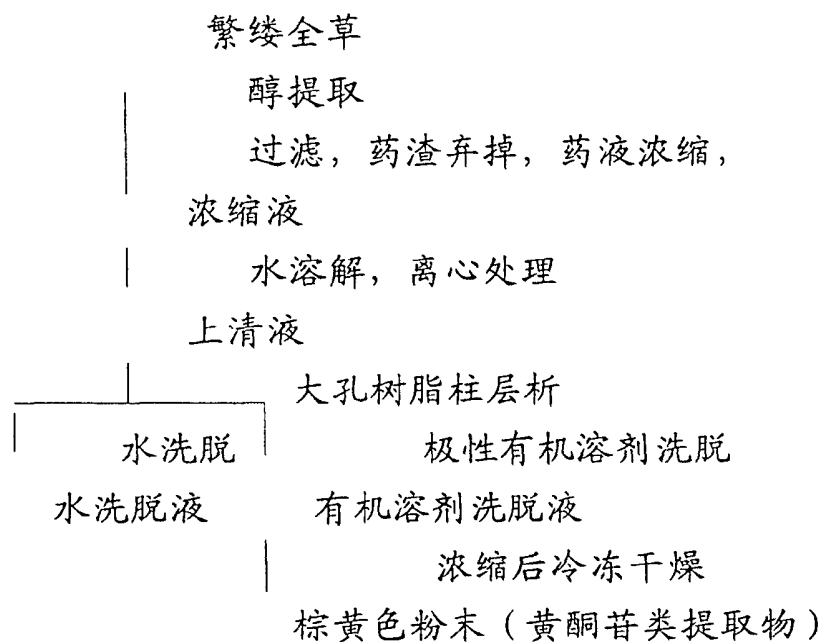 繁缕全草
醇提取
过滤，药渣弃掉，药液浓缩，
浓缩液
水溶解，离心处理
上清液
大孔树脂柱层析
水洗脱 极性有机溶剂洗脱
水洗脱液 有机溶剂洗脱液
浓缩后冷冻干燥
棕黄色粉末（黄酮苷类提取物）